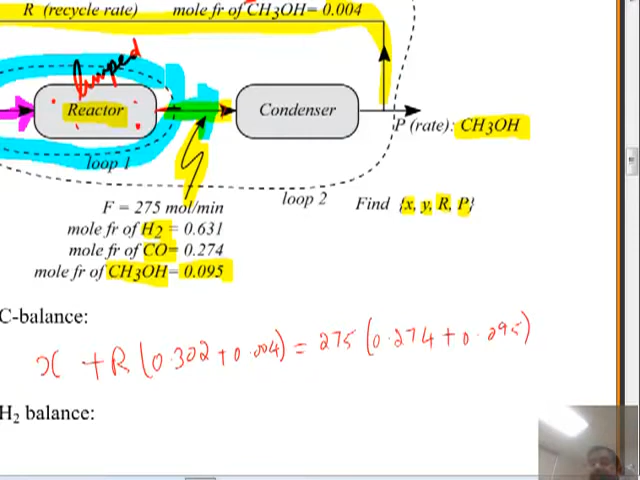 R (recycle rate) mole fr of CH3OH= 0.004
lumped
Reactor
Condenser
P (rate): CH3OH
loop 1
loop 2
Find {x, y, R, P}
F = 275 mol/min
mole fr of H2 = 0.631
mole fr of CO= 0.274
mole fr of CH3OH= 0.095
C-balance:
x + R (0.302 + 0.004) = 275 (0.274 + 0.095)
H2 balance: